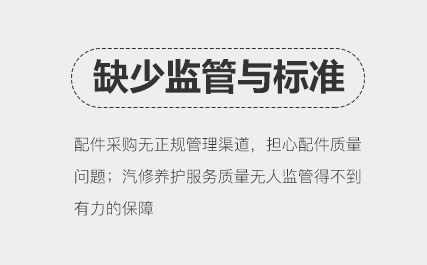 缺少监管与标准
配件采购无正规管理渠道，担心配件质量
问题；汽修养护服务质量无人监管得不到
有力的保障